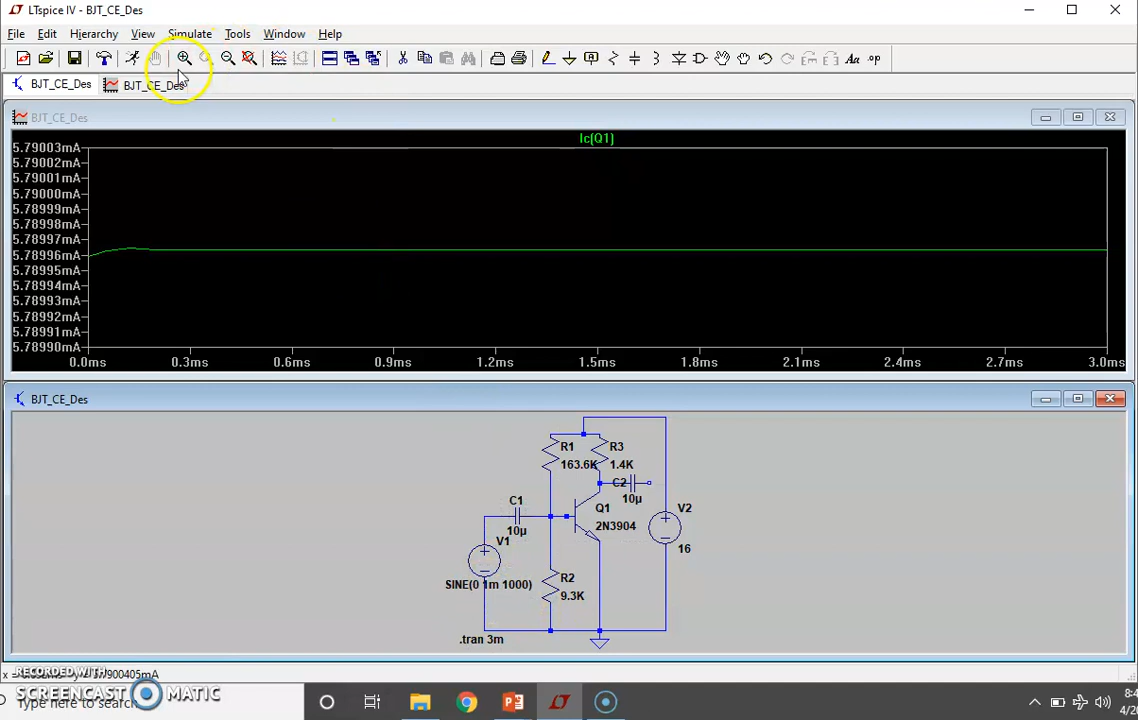 LTspice IV - BJT_CE_Des
File Edit Hierarchy View Simulate Tools Window Help
BJT_CE_Des BJT_CE_Des
BJT_CE_Des
Ic(Q1)
5.79003mA
5.79002mA
5.79001mA
5.79000mA
5.78999mA
5.78998mA
5.78997mA
5.78996mA
5.78995mA
5.78994mA
5.78993mA
5.78992mA
5.78991mA
5.78990mA
0.0ms 0.3ms 0.6ms 0.9ms 1.2ms 1.5ms 1.8ms 2.1ms 2.4ms 2.7ms 3.0ms
BJT_CE_Des
R1 R3
163.6K 1.4K
C2
10µ
C1
10µ
Q1
2N3904
V2
16
V1
SINE(0 1m 1000)
R2
9.3K
.tran 3m
RECORDED WITH
SCREENCAST MATIC
Type here to search